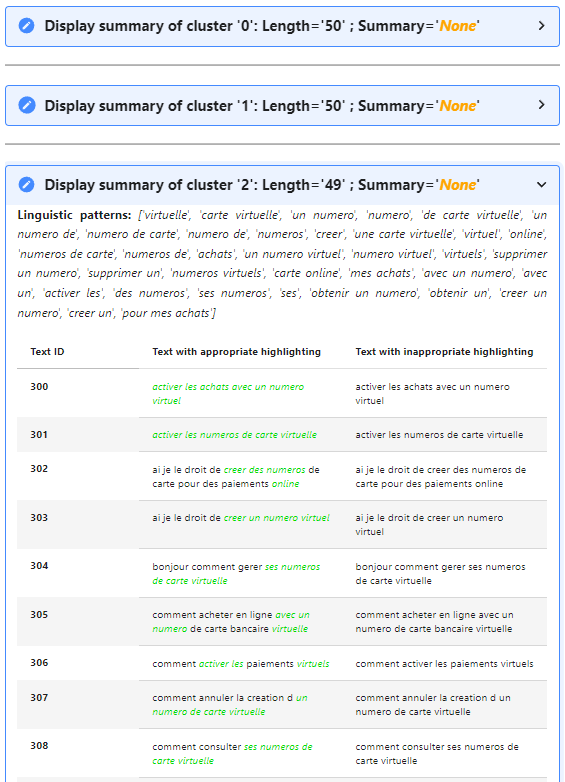 Display summary of cluster '0': Length='50' ; Summary='None'
Display summary of cluster '1': Length='50' ; Summary='None'
Display summary of cluster '2': Length='49' ; Summary='None'
Linguistic patterns: ['virtuelle', 'carte virtuelle', 'un numero', 'numero', 'de carte virtuelle', 'un
numero de', 'numero de carte', 'numero de', 'numeros', 'creer', 'une carte virtuelle', 'virtuel', 'online',
'numeros de carte', 'numeros de', 'achats', 'un numero virtuel', 'numero virtuel', 'virtuels', 'supprimer
un numero', 'supprimer un', 'numeros virtuels', 'carte online', 'mes achats', 'avec un numero', 'avec
un', 'activer les', 'des numeros', 'ses numeros', 'ses', 'obtenir un numero', 'obtenir un', 'creer un
numero', 'creer un', 'pour mes achats']
Text ID Text with appropriate highlighting Text with inappropriate highlighting
300 activer les achats avec un numero activer les achats avec un numero
virtuel virtuel
301 activer les numeros de carte virtuelle activer les numeros de carte virtuelle
302 ai je le droit de creer des numeros de ai je le droit de creer des numeros de
carte pour des paiements online carte pour des paiements online
303 ai je le droit de creer un numero virtuel ai je le droit de creer un numero
virtuel
304 bonjour comment gerer ses numeros bonjour comment gerer ses numeros
de carte virtuelle de carte virtuelle
305 comment acheter en ligne avec un comment acheter en ligne avec un
numero de carte bancaire virtuelle numero de carte bancaire virtuelle
306 comment activer les paiements virtuels comment activer les paiements virtuels
307 comment annuler la creation d un comment annuler la creation d un
numero de carte virtuelle numero de carte virtuelle
308 comment consulter ses numeros de comment consulter ses numeros de
carte virtuelle carte virtuelle